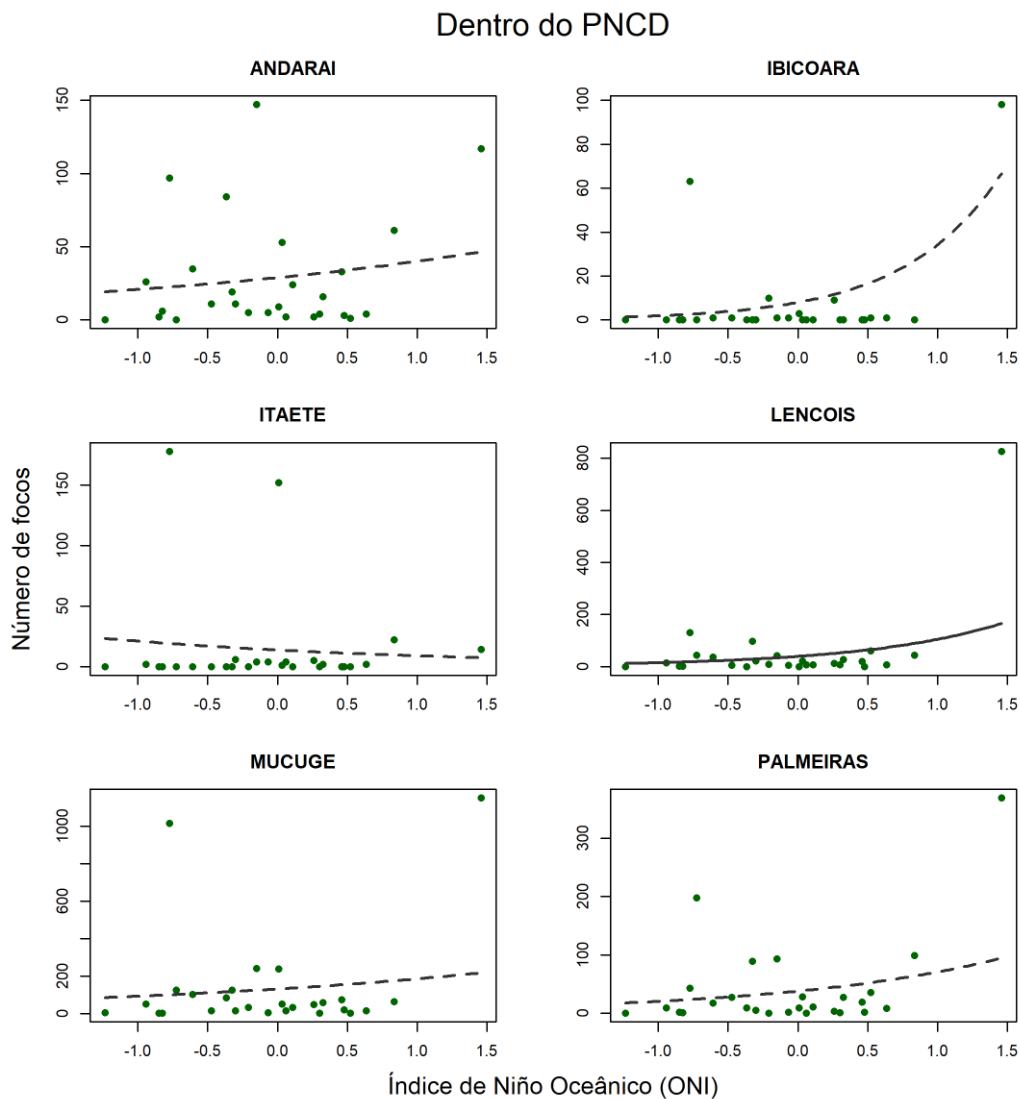 Dentro do PNCD
ANDARAI
IBICOARA
150
100
50
0
-1.0 -0.5 0.0 0.5 1.0 1.5
100
80
60
40
20
0
-1.0 -0.5 0.0 0.5 1.0 1.5
ITAETE
LENCOIS
150
100
50
0
-1.0 -0.5 0.0 0.5 1.0 1.5
800
600
400
200
0
-1.0 -0.5 0.0 0.5 1.0 1.5
Número de focos
MUCUGE
PALMEIRAS
1000
600
200
0
-1.0 -0.5 0.0 0.5 1.0 1.5
300
200
100
0
-1.0 -0.5 0.0 0.5 1.0 1.5
Índice de Niño Oceânico (ONI)